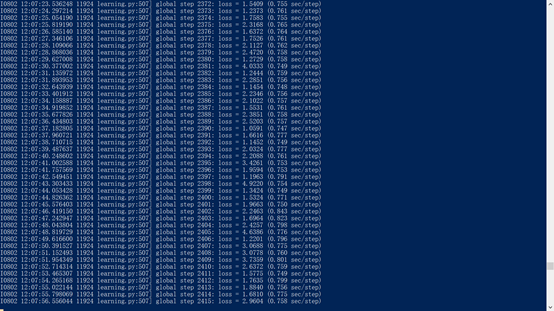 I0802 12:07:23.536248 11924 learning.py:507] global step 2372: loss = 1.5409 (0.755 sec/step)
I0802 12:07:24.297214 11924 learning.py:507] global step 2373: loss = 1.2373 (0.761 sec/step)
I0802 12:07:25.054190 11924 learning.py:507] global step 2374: loss = 1.7583 (0.755 sec/step)
I0802 12:07:25.819190 11924 learning.py:507] global step 2375: loss = 2.3168 (0.765 sec/step)
I0802 12:07:26.585140 11924 learning.py:507] global step 2376: loss = 1.6372 (0.764 sec/step)
I0802 12:07:27.346106 11924 learning.py:507] global step 2377: loss = 1.7526 (0.761 sec/step)
I0802 12:07:28.109066 11924 learning.py:507] global step 2378: loss = 2.1127 (0.762 sec/step)
I0802 12:07:28.868036 11924 learning.py:507] global step 2379: loss = 2.4720 (0.758 sec/step)
I0802 12:07:29.627008 11924 learning.py:507] global step 2380: loss = 1.2729 (0.758 sec/step)
I0802 12:07:30.377002 11924 learning.py:507] global step 2381: loss = 4.0333 (0.749 sec/step)
I0802 12:07:31.135972 11924 learning.py:507] global step 2382: loss = 1.2444 (0.759 sec/step)
I0802 12:07:31.893953 11924 learning.py:507] global step 2383: loss = 2.2851 (0.756 sec/step)
I0802 12:07:32.643939 11924 learning.py:507] global step 2384: loss = 1.1454 (0.748 sec/step)
I0802 12:07:33.401912 11924 learning.py:507] global step 2385: loss = 2.2346 (0.756 sec/step)
I0802 12:07:34.158887 11924 learning.py:507] global step 2386: loss = 2.1022 (0.757 sec/step)
I0802 12:07:34.919852 11924 learning.py:507] global step 2387: loss = 1.5531 (0.761 sec/step)
I0802 12:07:35.677826 11924 learning.py:507] global step 2388: loss = 2.3851 (0.758 sec/step)
I0802 12:07:36.434803 11924 learning.py:507] global step 2389: loss = 2.5203 (0.757 sec/step)
I0802 12:07:37.182805 11924 learning.py:507] global step 2390: loss = 1.0591 (0.747 sec/step)
I0802 12:07:37.960721 11924 learning.py:507] global step 2391: loss = 1.6616 (0.777 sec/step)
I0802 12:07:38.710715 11924 learning.py:507] global step 2392: loss = 1.1452 (0.749 sec/step)
I0802 12:07:39.487637 11924 learning.py:507] global step 2393: loss = 2.0324 (0.777 sec/step)
I0802 12:07:40.248602 11924 learning.py:507] global step 2394: loss = 2.2088 (0.761 sec/step)
I0802 12:07:41.002588 11924 learning.py:507] global step 2395: loss = 3.4261 (0.753 sec/step)
I0802 12:07:41.757569 11924 learning.py:507] global step 2396: loss = 1.9594 (0.753 sec/step)
I0802 12:07:42.549451 11924 learning.py:507] global step 2397: loss = 1.1963 (0.791 sec/step)
I0802 12:07:43.303433 11924 learning.py:507] global step 2398: loss = 4.9220 (0.754 sec/step)
I0802 12:07:44.053428 11924 learning.py:507] global step 2399: loss = 1.3424 (0.749 sec/step)
I0802 12:07:44.826362 11924 learning.py:507] global step 2400: loss = 1.5324 (0.771 sec/step)
I0802 12:07:45.576403 11924 learning.py:507] global step 2401: loss = 1.9663 (0.750 sec/step)
I0802 12:07:46.419150 11924 learning.py:507] global step 2402: loss = 2.2463 (0.843 sec/step)
I0802 12:07:47.242947 11924 learning.py:507] global step 2403: loss = 1.6964 (0.823 sec/step)
I0802 12:07:48.043804 11924 learning.py:507] global step 2404: loss = 2.4257 (0.798 sec/step)
I0802 12:07:48.819729 11924 learning.py:507] global step 2405: loss = 4.6386 (0.776 sec/step)
I0802 12:07:49.616600 11924 learning.py:507] global step 2406: loss = 1.2201 (0.796 sec/step)
I0802 12:07:50.391527 11924 learning.py:507] global step 2407: loss = 3.0688 (0.775 sec/step)
I0802 12:07:51.152493 11924 learning.py:507] global step 2408: loss = 3.0778 (0.760 sec/step)
I0802 12:07:51.954349 11924 learning.py:507] global step 2409: loss = 3.7359 (0.801 sec/step)
I0802 12:07:52.714314 11924 learning.py:507] global step 2410: loss = 2.6372 (0.759 sec/step)
I0802 12:07:53.465307 11924 learning.py:507] global step 2411: loss = 1.5775 (0.749 sec/step)
I0802 12:07:54.265168 11924 learning.py:507] global step 2412: loss = 1.7635 (0.799 sec/step)
I0802 12:07:55.022144 11924 learning.py:507] global step 2413: loss = 1.8840 (0.756 sec/step)
I0802 12:07:55.798069 11924 learning.py:507] global step 2414: loss = 1.6810 (0.775 sec/step)
I0802 12:07:56.556044 11924 learning.py:507] global step 2415: loss = 2.9604 (0.758 sec/step)